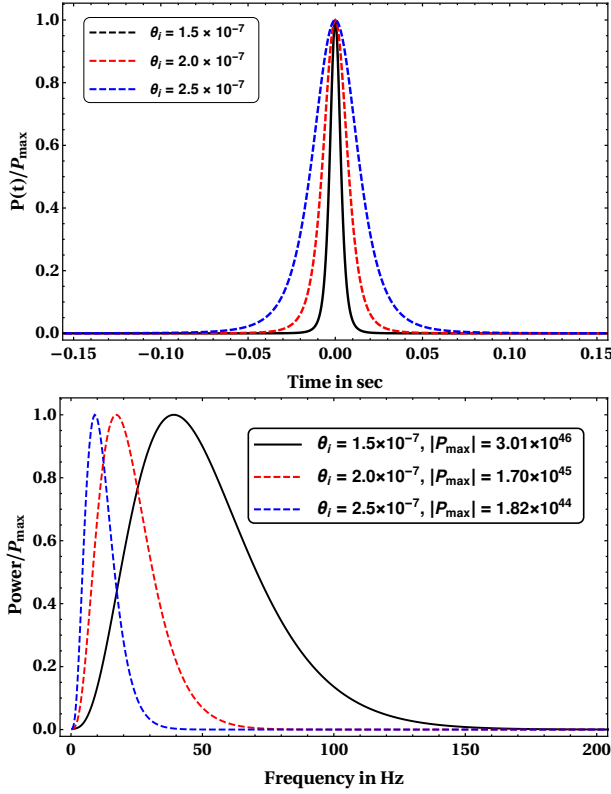 1.0
0.8
0.6
0.4
0.2
0.0
P(t)/Pmax
θi = 1.5 × 10⁻⁷
θi = 2.0 × 10⁻⁷
θi = 2.5 × 10⁻⁷
-0.15 -0.10 -0.05 0.00 0.05 0.10 0.15
Time in sec
1.0
0.8
0.6
0.4
0.2
0.0
Power/Pmax
θi = 1.5×10⁻⁷, |Pmax| = 3.01×10⁴⁶
θi = 2.0×10⁻⁷, |Pmax| = 1.70×10⁴⁵
θi = 2.5×10⁻⁷, |Pmax| = 1.82×10⁴⁴
0 50 100 150 200
Frequency in Hz